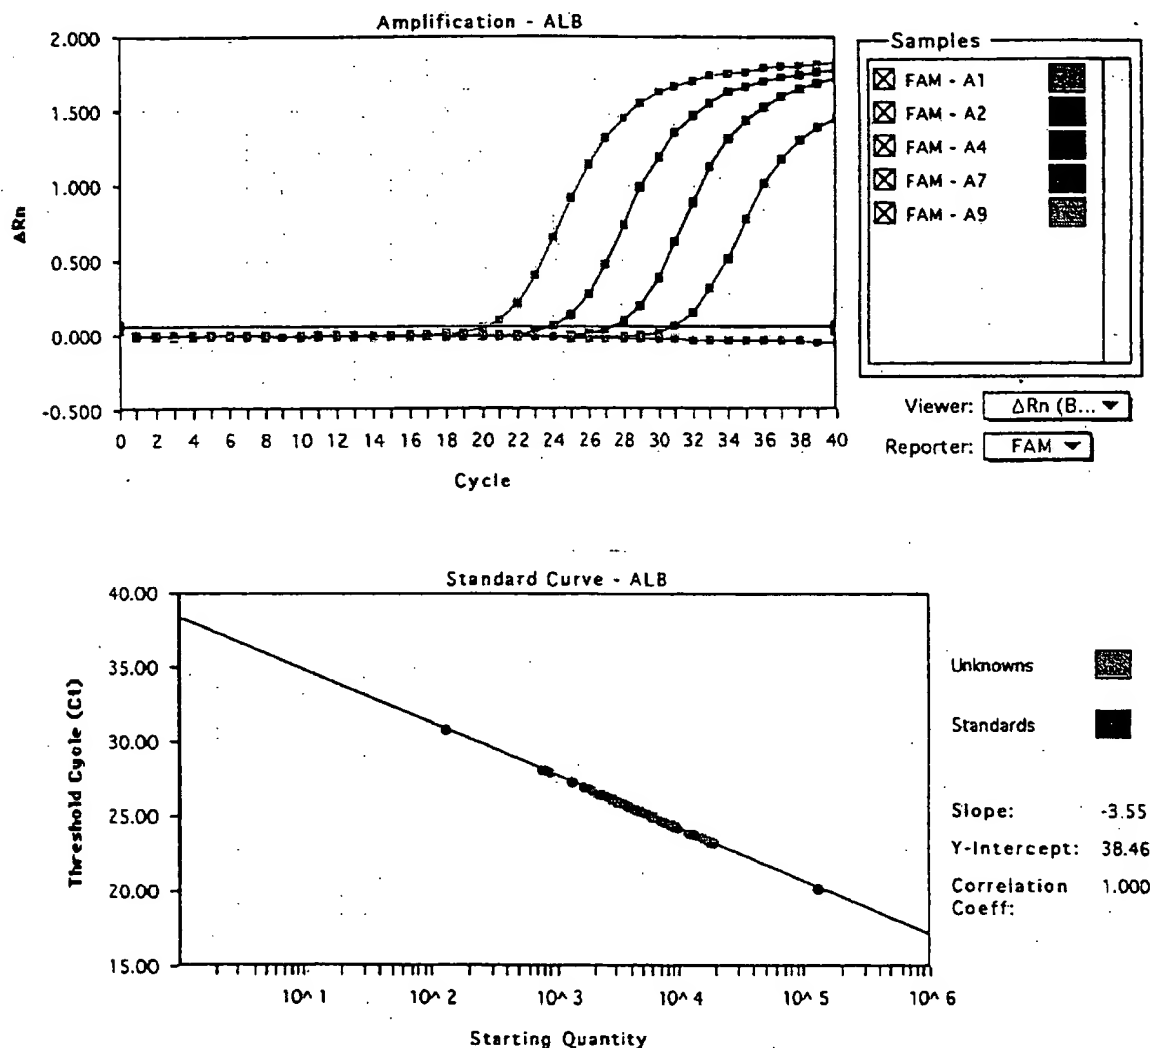 Amplification - ALB
2.000
1.500
1.000
0.500
0.000
-0.500
ΔRn
0 2 4 6 8 10 12 14 16 18 20 22 24 26 28 30 32 34 36 38 40
Cycle
Samples
FAM - A1
FAM - A2
FAM - A4
FAM - A7
FAM - A9
Viewer: ΔRn (B... ▼
Reporter: FAM ▼
Standard Curve - ALB
40.00
35.00
30.00
25.00
20.00
15.00
Threshold Cycle (Ct)
10^1 10^2 10^3 10^4 10^5 10^6
Starting Quantity
Unknowns
Standards
Slope: -3.55
Y-Intercept: 38.46
Correlation 1.000
Coeff: